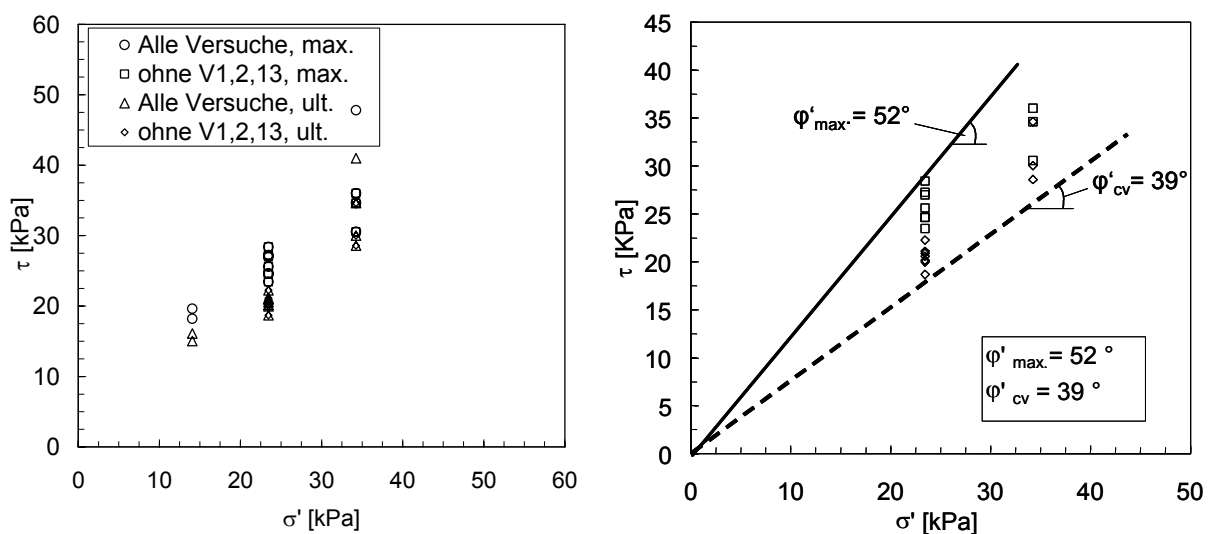 60
50
40
30
20
10
0
τ [kPa]
Alle Versuche, max.
ohne V1,2,13, max.
Alle Versuche, ult.
ohne V1,2,13, ult.
0 10 20 30 40 50 60
σ' [kPa]
45
40
35
30
25
20
15
10
5
0
τ [KPa]
φ‘max. = 52°
φ‘cv = 39°
φ' max. = 52 °
φ' cv = 39 °
0 10 20 30 40 50
σ' [kPa]